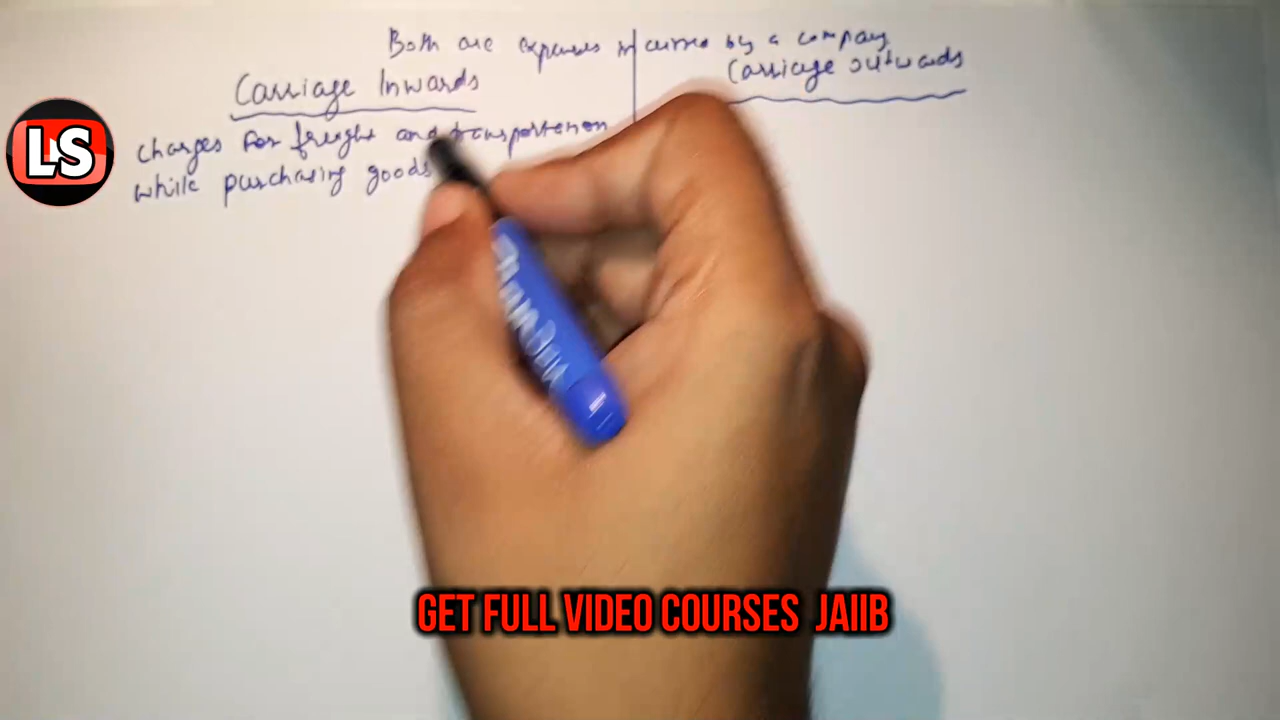 Both are expenses incurred by a company
Carriage Inwards
Carriage outwards
charges for freight and transportation
while purchasing goods
LS
GET FULL VIDEO COURSES JAIIB